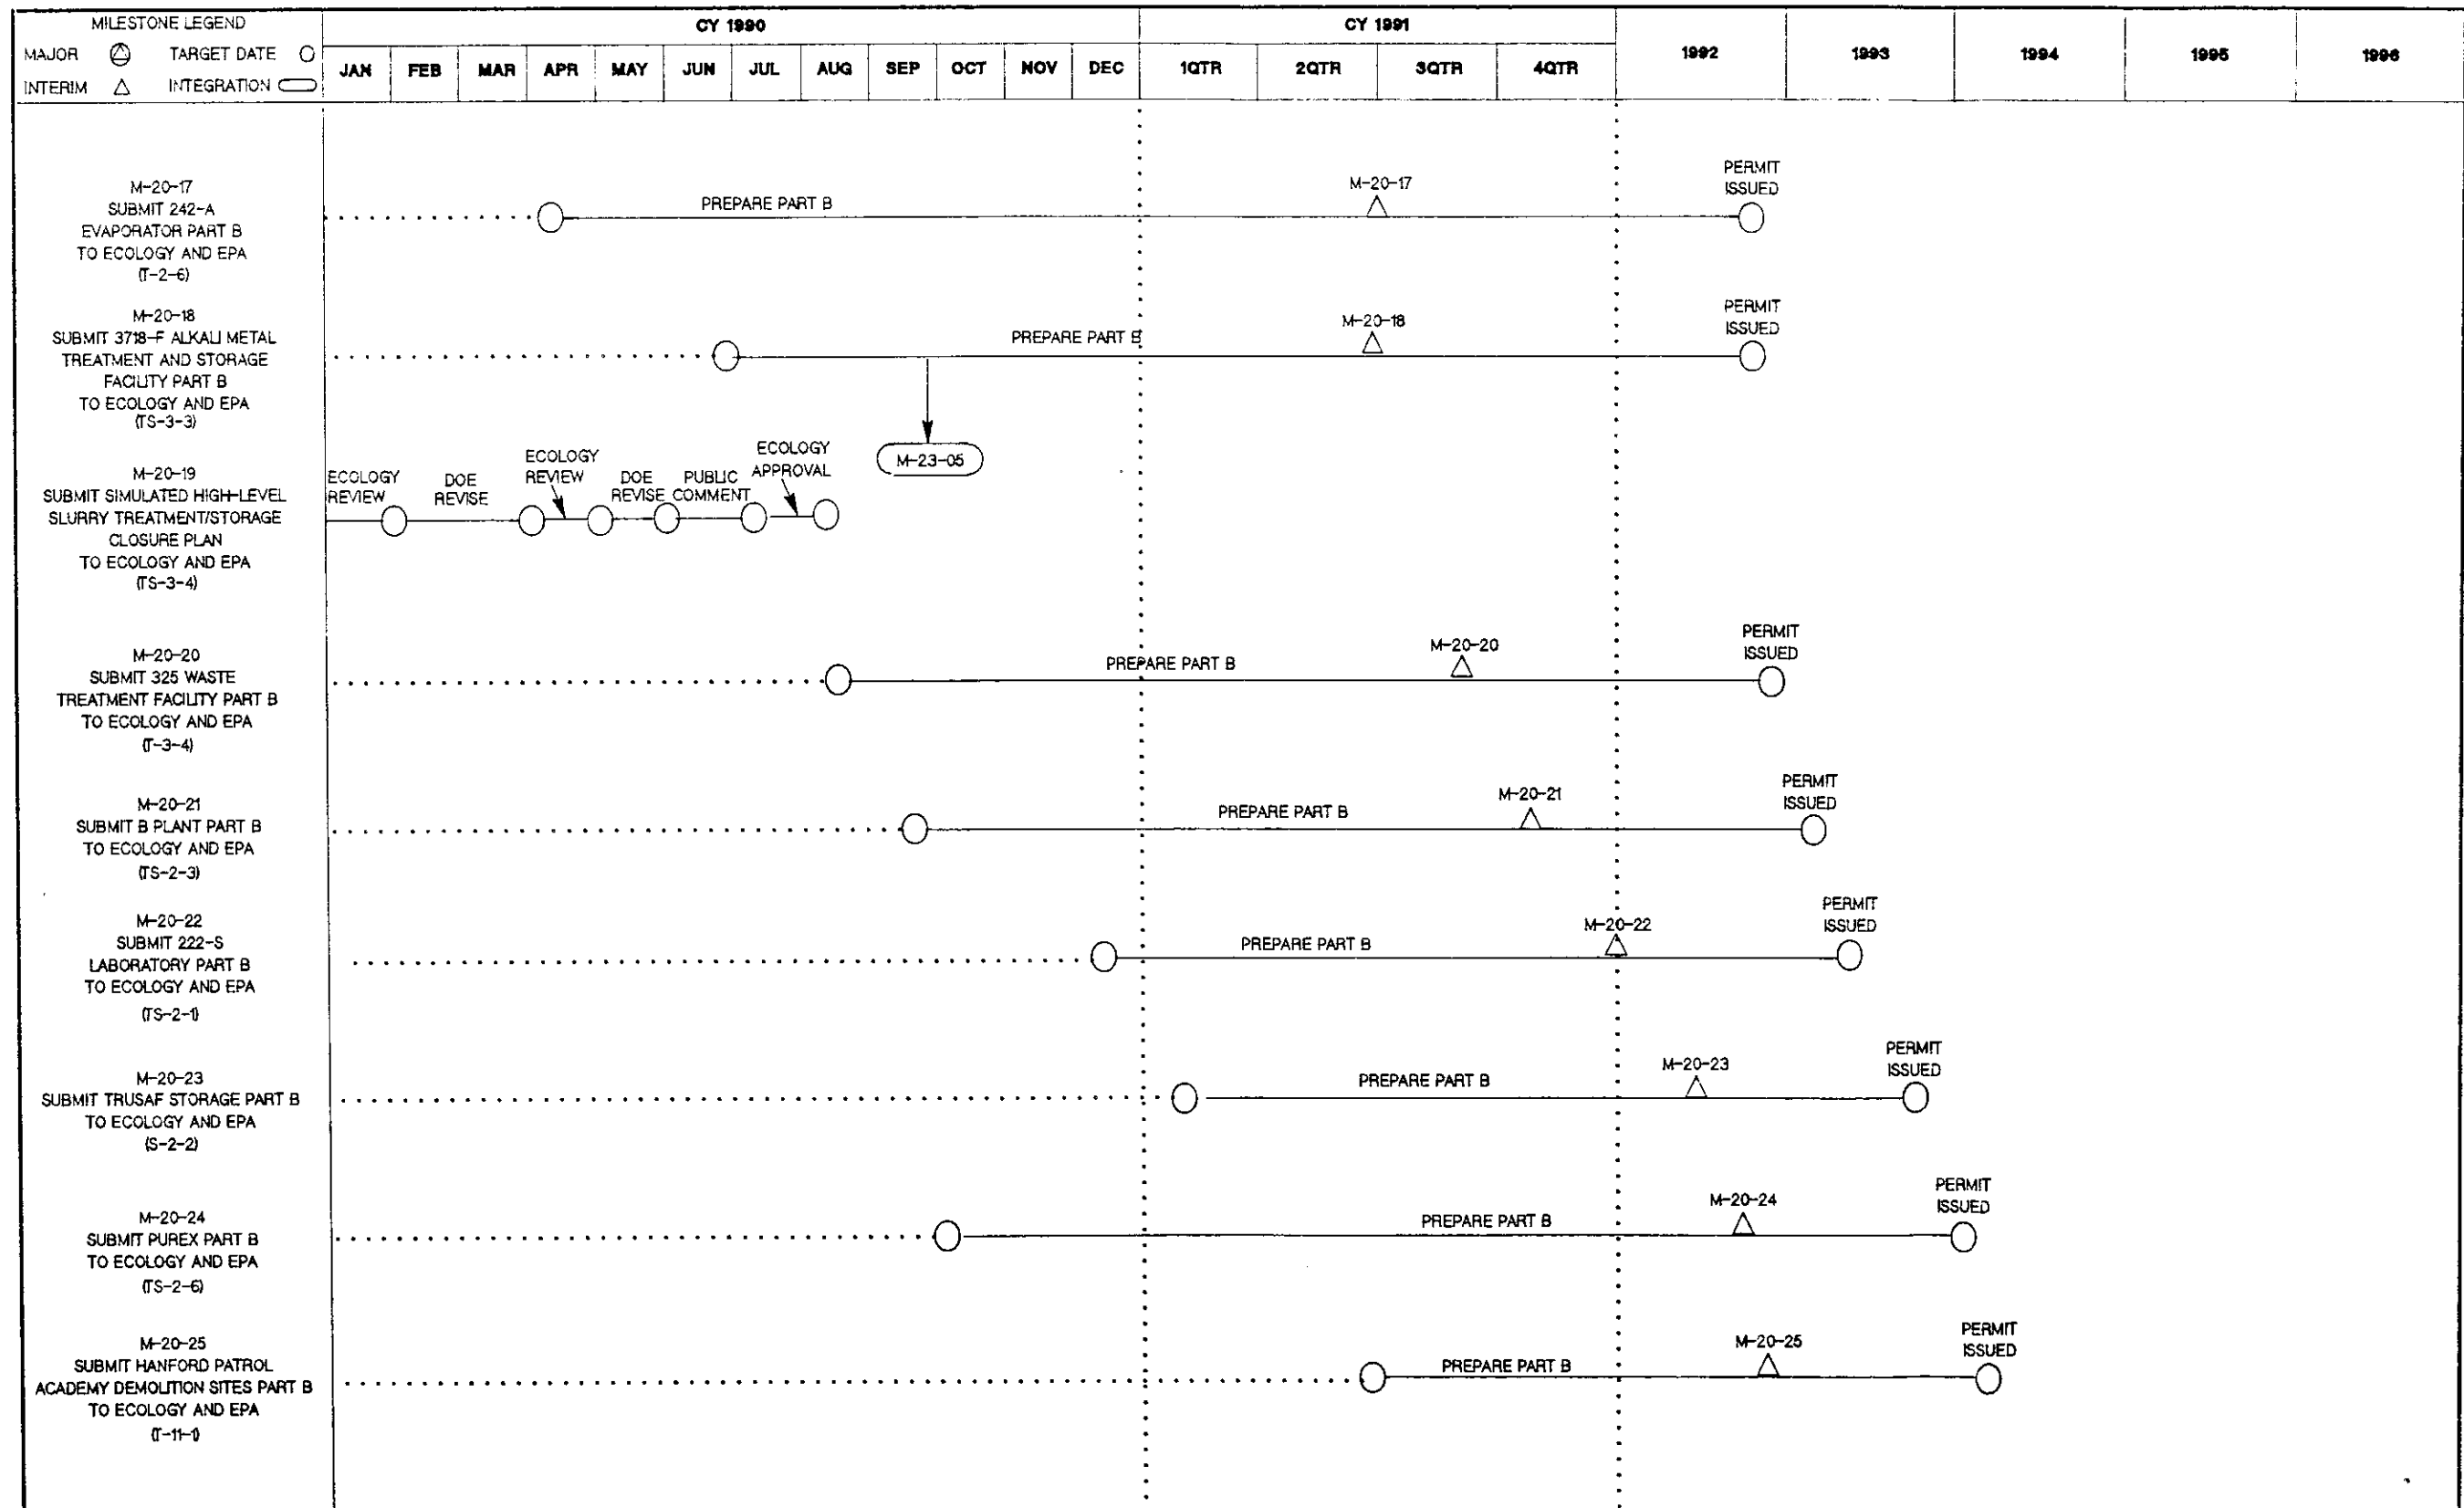 MILESTONE LEGEND
MAJOR TARGET DATE
INTERIM INTEGRATION
CY 1990
CY 1991
JAN FEB MAR APR MAY JUN JUL AUG SEP OCT NOV DEC 1QTR 2QTR 3QTR 4QTR 1992 1993 1994 1995 1996
M-20-17
SUBMIT 242-A
EVAPORATOR PART B
TO ECOLOGY AND EPA
(T-2-6)
PREPARE PART B
M-20-17
PERMIT
ISSUED
M-20-18
SUBMIT 3718-F ALKALI METAL
TREATMENT AND STORAGE
FACILITY PART B
TO ECOLOGY AND EPA
(TS-3-3)
PREPARE PART B
M-20-18
PERMIT
ISSUED
M-23-05
M-20-19
SUBMIT SIMULATED HIGH-LEVEL
SLURRY TREATMENT/STORAGE
CLOSURE PLAN
TO ECOLOGY AND EPA
(TS-3-4)
ECOLOGY
REVIEW
DOE
REVISE
ECOLOGY
REVIEW
DOE
REVISE
PUBLIC
COMMENT
ECOLOGY
APPROVAL
M-20-20
SUBMIT 325 WASTE
TREATMENT FACILITY PART B
TO ECOLOGY AND EPA
(T-3-4)
PREPARE PART B
M-20-20
PERMIT
ISSUED
M-20-21
SUBMIT B PLANT PART B
TO ECOLOGY AND EPA
(TS-2-3)
PREPARE PART B
M-20-21
PERMIT
ISSUED
M-20-22
SUBMIT 222-S
LABORATORY PART B
TO ECOLOGY AND EPA
(TS-2-1)
PREPARE PART B
M-20-22
PERMIT
ISSUED
M-20-23
SUBMIT TRUSAF STORAGE PART B
TO ECOLOGY AND EPA
(S-2-2)
PREPARE PART B
M-20-23
PERMIT
ISSUED
M-20-24
SUBMIT PUREX PART B
TO ECOLOGY AND EPA
(TS-2-6)
PREPARE PART B
M-20-24
PERMIT
ISSUED
M-20-25
SUBMIT HANFORD PATROL
ACADEMY DEMOLITION SITES PART B
TO ECOLOGY AND EPA
(T-11-1)
PREPARE PART B
M-20-25
PERMIT
ISSUED